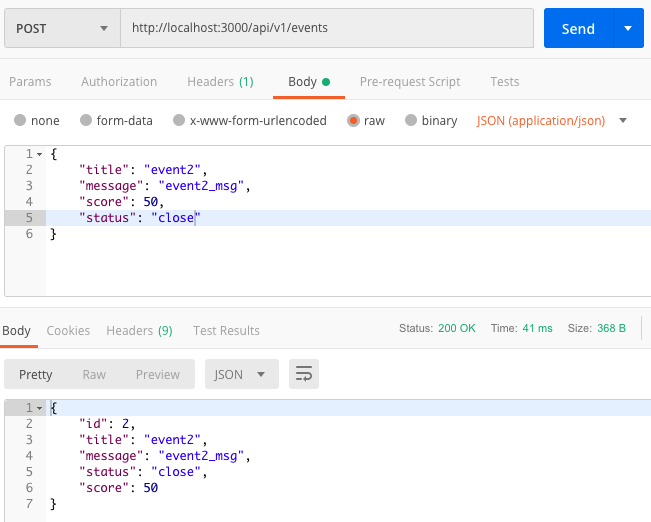 POST http://localhost:3000/api/v1/events Send
Params Authorization Headers (1) Body Pre-request Script Tests
none form-data x-www-form-urlencoded raw binary JSON (application/json)
1 {
2 "title": "event2",
3 "message": "event2_msg",
4 "score": 50,
5 "status": "close"
6 }
Body Cookies Headers (9) Test Results Status: 200 OK Time: 41 ms Size: 368 B
Pretty Raw Preview JSON
1 {
2 "id": 2,
3 "title": "event2",
4 "message": "event2_msg",
5 "status": "close",
6 "score": 50
7 }